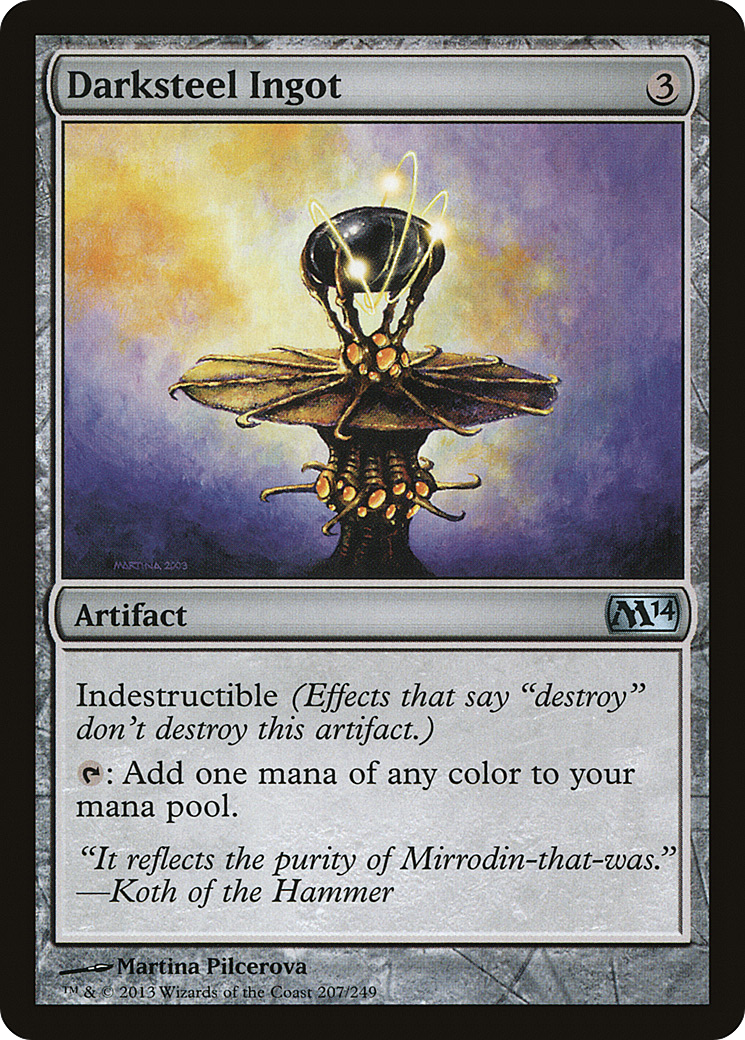 Darksteel Ingot 3
MARTINA, 2003
Artifact M14
Indestructible (Effects that say “destroy”
don’t destroy this artifact.)
: Add one mana of any color to your
mana pool.
“It reflects the purity of Mirrodin-that-was.”
—Koth of the Hammer
Martina Pilcerova
™ & © 2013 Wizards of the Coast 207/249